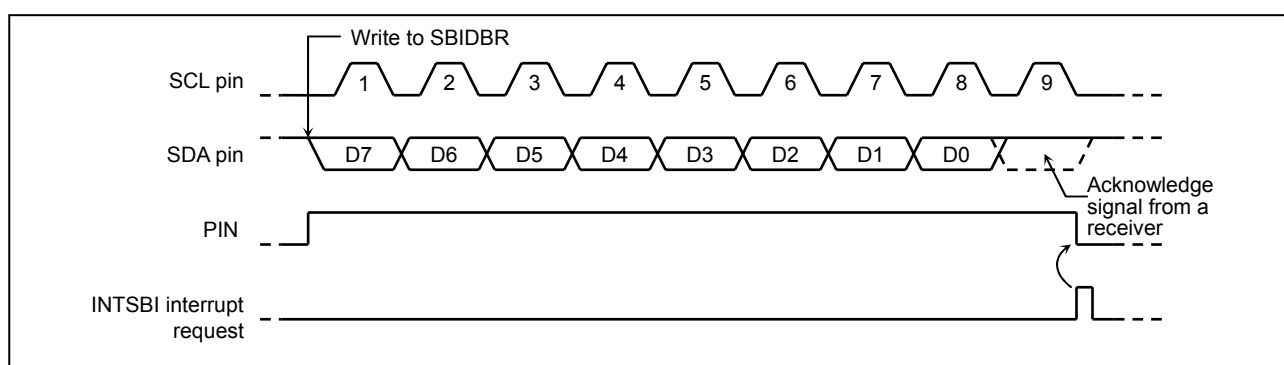 Write to SBIDBR
SCL pin
1 2 3 4 5 6 7 8 9
SDA pin
D7 D6 D5 D4 D3 D2 D1 D0
Acknowledge
signal from a
receiver
PIN
INTSBI interrupt
request